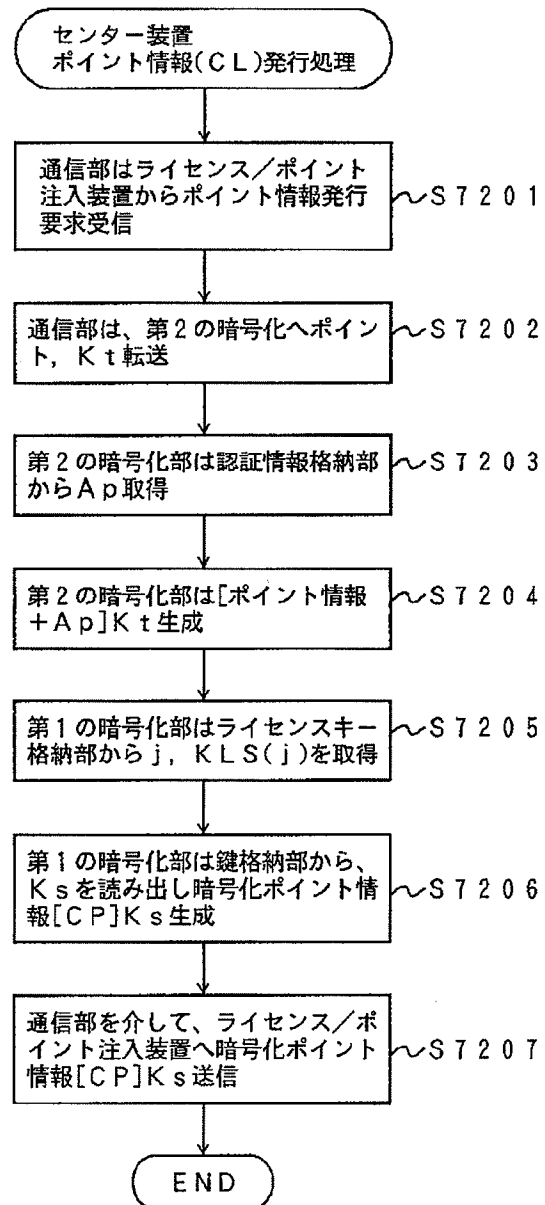 センター装置
ポイント情報(CL)発行処理
通信部はライセンス／ポイント
注入装置からポイント情報発行
要求受信
～S7201
通信部は、第2の暗号化へポイン
ト，Kt転送
～S7202
第2の暗号化部は認証情報格納部
からAp取得
～S7203
第2の暗号化部は[ポイント情報
+Ap]Kt生成
～S7204
第1の暗号化部はライセンスキー
格納部からj，KLS(j)を取得
～S7205
第1の暗号化部は鍵格納部から、
Ksを読み出し暗号化ポイント情
報[CP]Ks生成
～S7206
通信部を介して、ライセンス／ポ
イント注入装置へ暗号化ポイント
情報[CP]Ks送信
～S7207
END